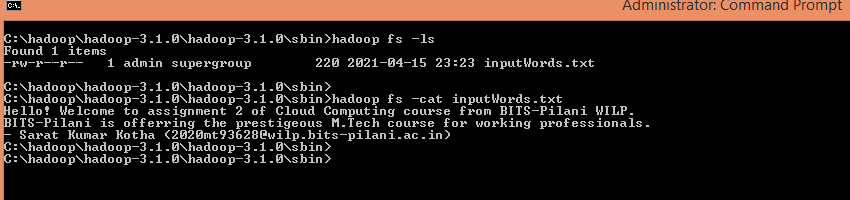 Administrator: Command Prompt
C:\hadoop\hadoop-3.1.0\hadoop-3.1.0\sbin>hadoop fs -ls
Found 1 items
-rw-r--r--   1 admin supergroup        220 2021-04-15 23:23 inputWords.txt
C:\hadoop\hadoop-3.1.0\hadoop-3.1.0\sbin>
C:\hadoop\hadoop-3.1.0\hadoop-3.1.0\sbin>hadoop fs -cat inputWords.txt
Hello! Welcome to assignment 2 of Cloud Computing course from BITS-Pilani WILP.
BITS-Pilani is offerring the prestigeous M.Tech course for working professionals.
- Sarat Kumar Kotha (2020mt93628@wilp.bits-pilani.ac.in)
C:\hadoop\hadoop-3.1.0\hadoop-3.1.0\sbin>
C:\hadoop\hadoop-3.1.0\hadoop-3.1.0\sbin>